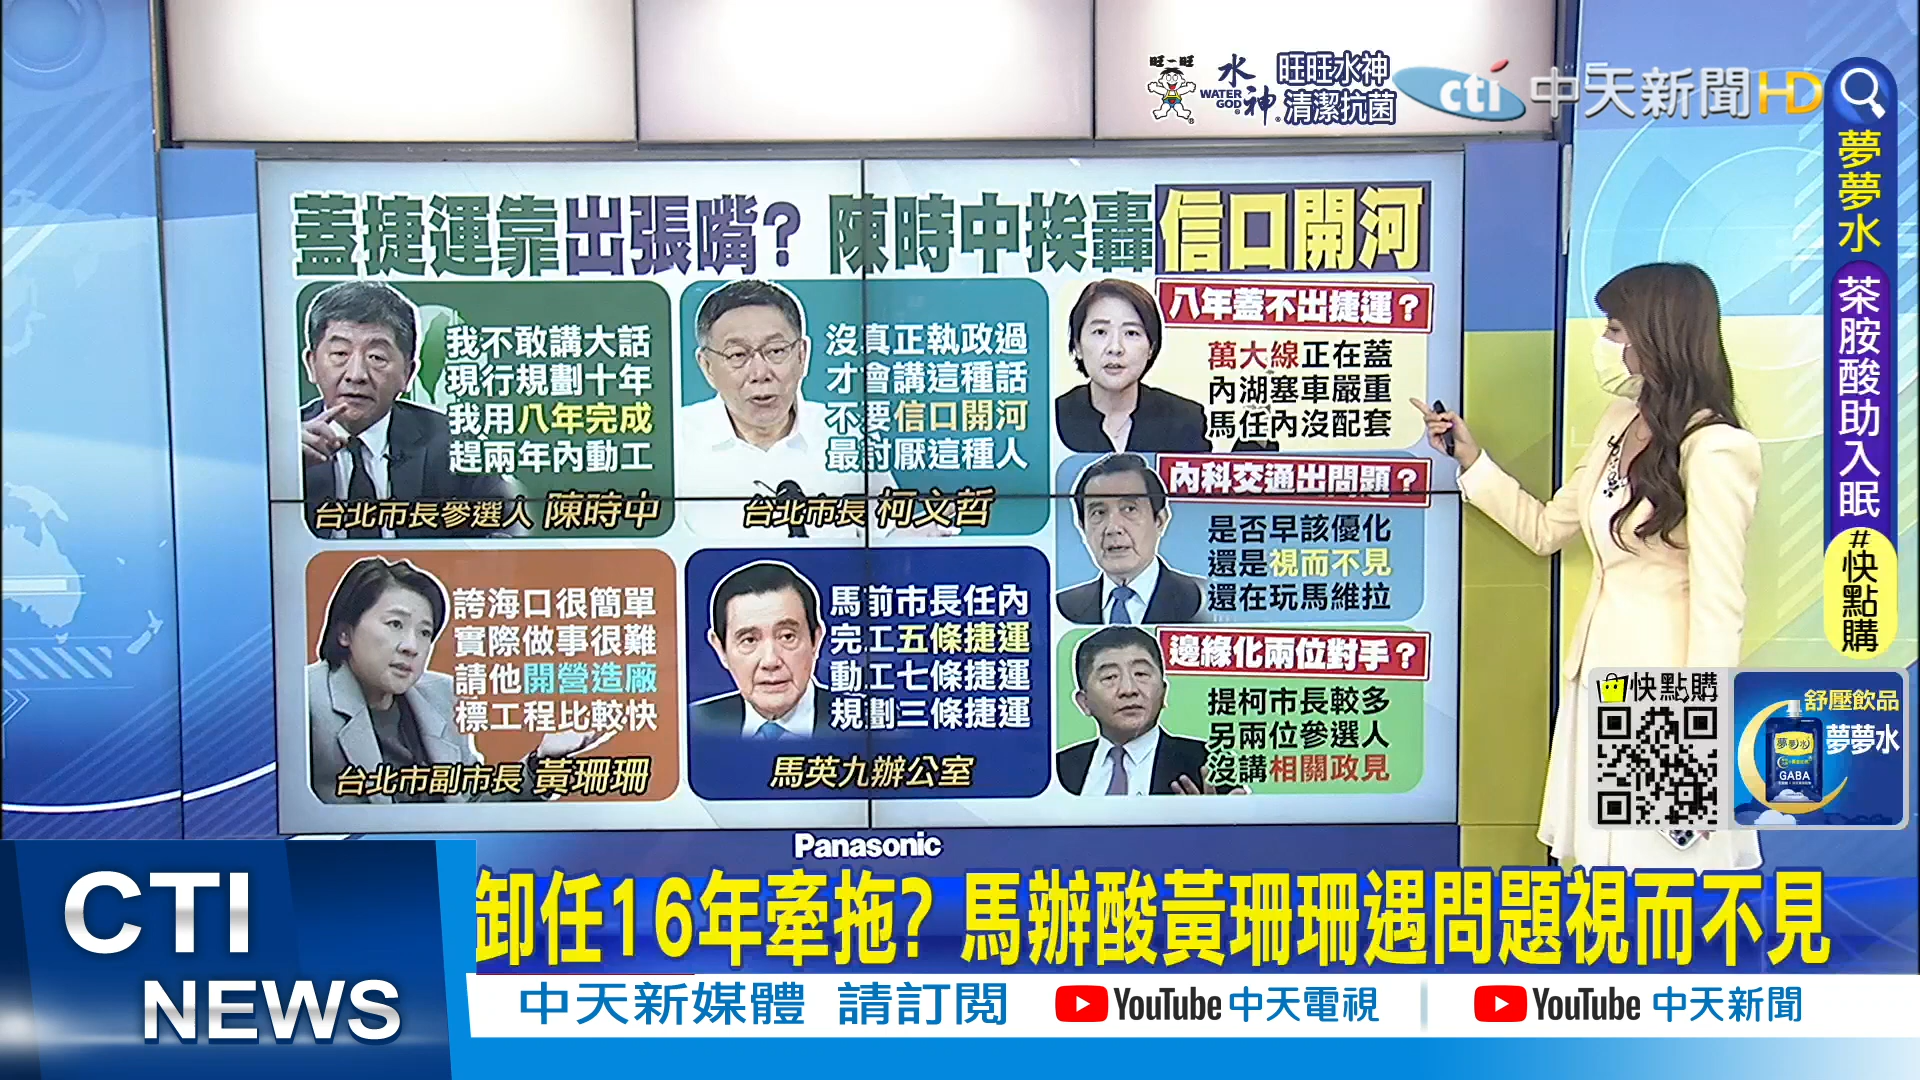 旺一旺
水神
WATER GOD
旺旺水神
清潔抗菌
cti 中天新聞HD
夢夢水 茶胺酸助入眠 #快點購
蓋捷運靠出張嘴? 陳時中挨轟信口開河
我不敢講大話
現行規劃十年
我用八年完成
趕兩年內動工
台北市長參選人 陳時中
沒真正執政過
才會講這種話
不要信口開河
最討厭這種人
台北市長 柯文哲
八年蓋不出捷運?
萬大線正在蓋
內湖塞車嚴重
馬任內沒配套
內科交通出問題?
是否早該優化
還是視而不見
還在玩馬維拉
誇海口很簡單
實際做事很難
請他開營造廠
標工程比較快
台北市副市長 黃珊珊
馬前市長任內
完工五條捷運
動工七條捷運
規劃三條捷運
馬英九辦公室
邊緣化兩位對手?
提柯市長較多
另兩位參選人
沒講相關政見
快點購
舒壓飲品
夢夢水
夢夢水
GABA
Panasonic
CTI
NEWS
卸任16年牽拖? 馬辦酸黃珊珊遇問題視而不見
中天新媒體 請訂閱 YouTube 中天電視 YouTube 中天新聞